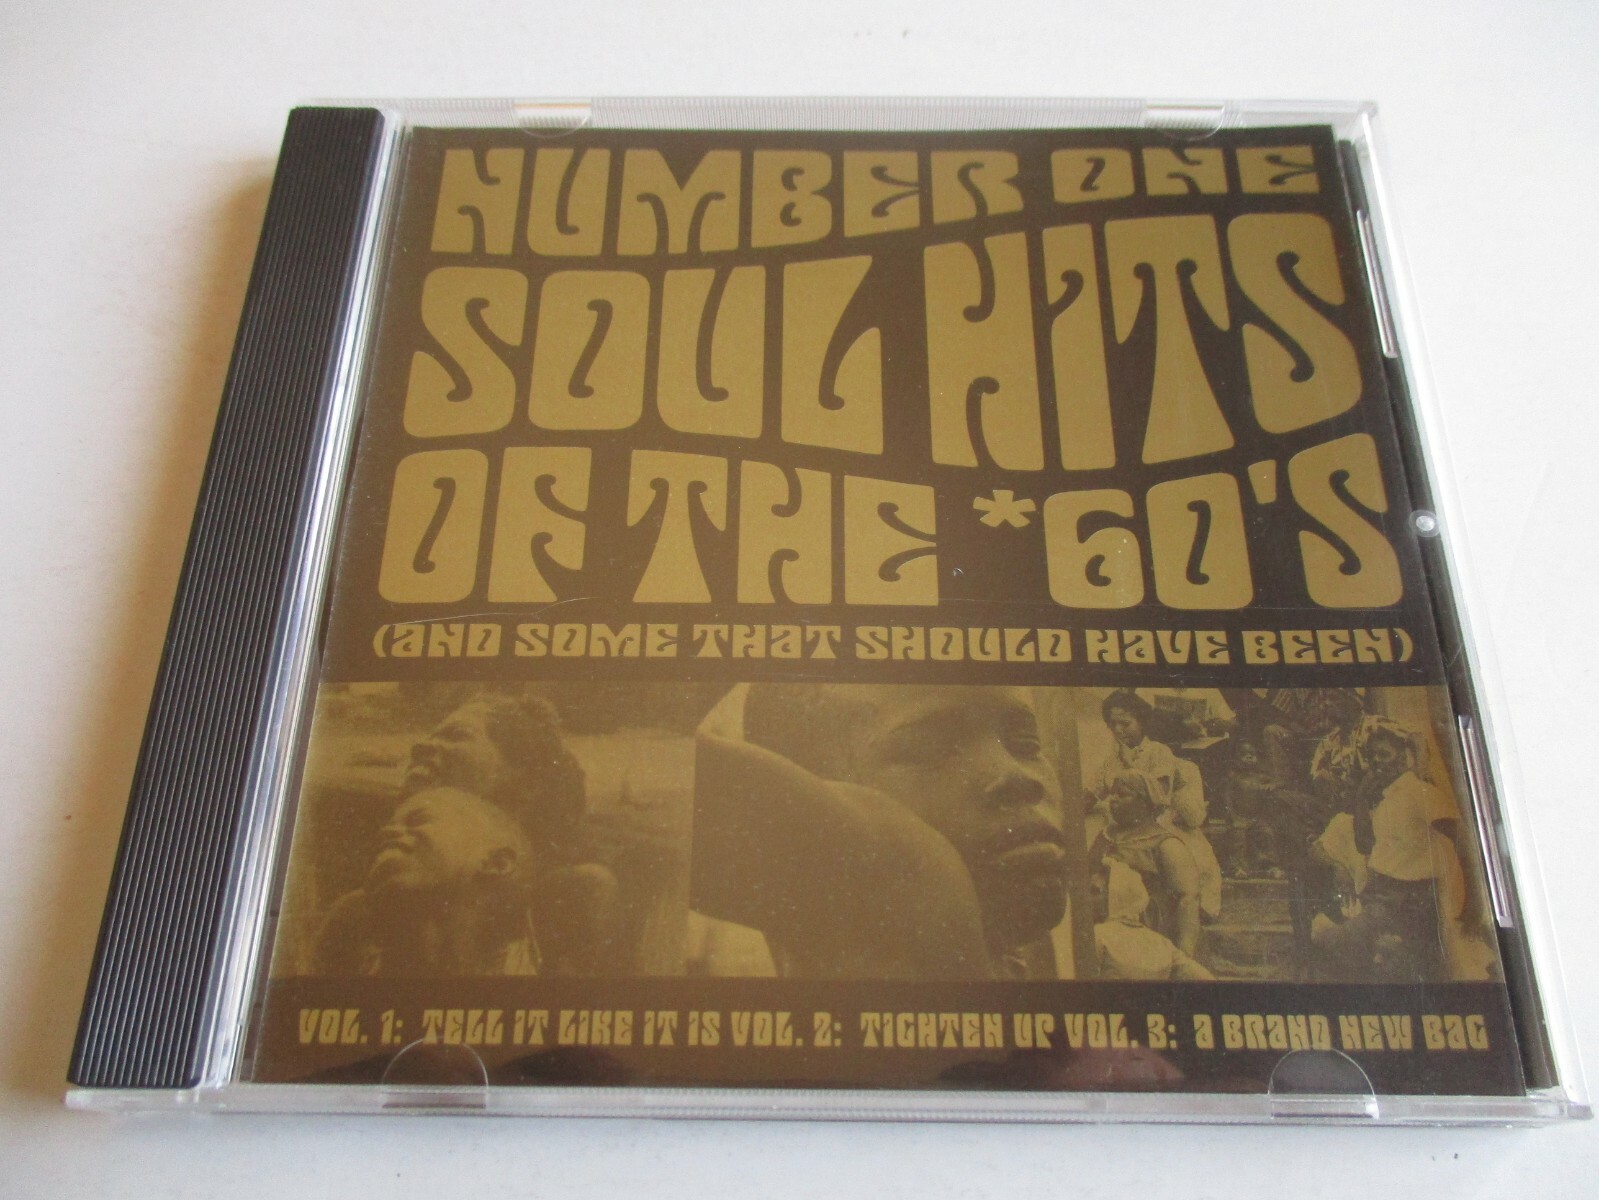 NUMBER ONE
SOUL HITS
OF THE *60'S
(AND SOME THAT SHOULD HAVE BEEN)
VOL. 1: TELL IT LIKE IT IS VOL. 2: TIGHTEN UP VOL. 3: A BRAND NEW BAG